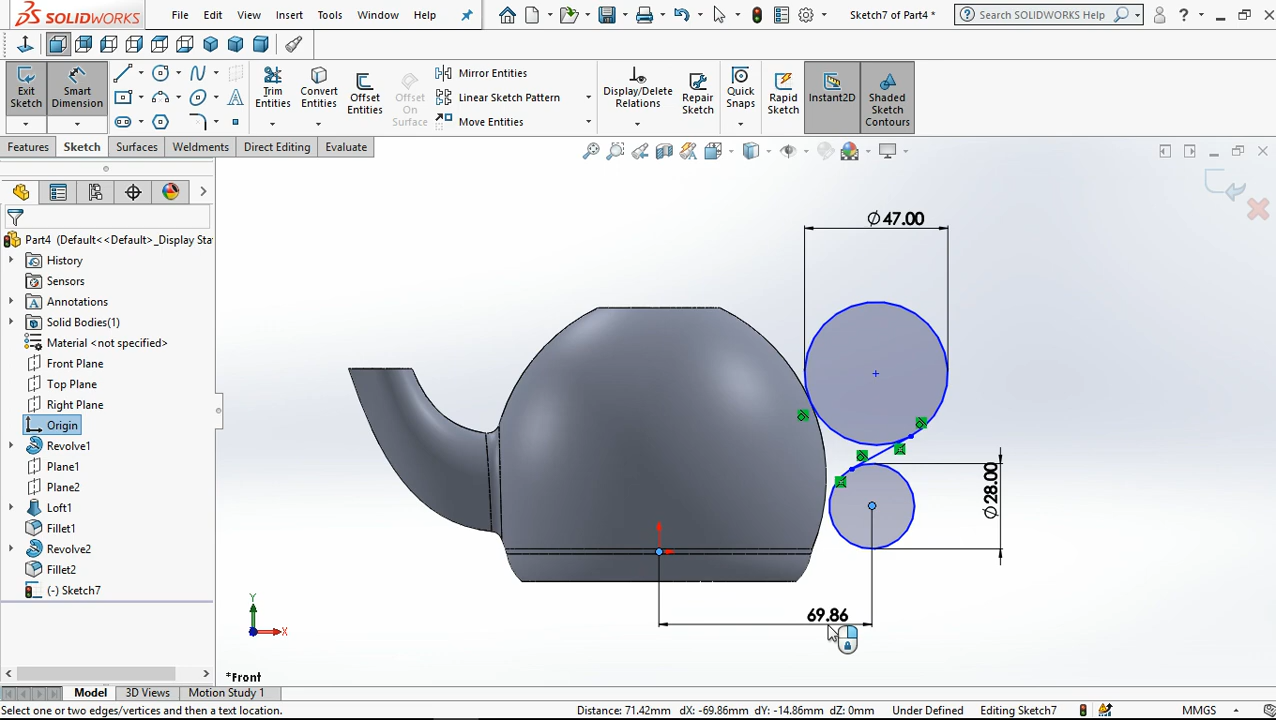 SOLIDWORKS
File Edit View Insert Tools Window Help
Sketch7 of Part4 *
Search SOLIDWORKS Help
?
Exit Sketch
Smart Dimension
Trim Entities
Convert Entities
Offset Entities
Offset On Surface
Mirror Entities
Linear Sketch Pattern
Move Entities
Display/Delete Relations
Repair Sketch
Quick Snaps
Rapid Sketch
Instant2D
Shaded Sketch Contours
Features Sketch Surfaces Weldments Direct Editing Evaluate
Part4 (Default<<Default>_Display Sta
History
Sensors
Annotations
Solid Bodies(1)
Material <not specified>
Front Plane
Top Plane
Right Plane
Origin
Revolve1
Plane1
Plane2
Loft1
Fillet1
Revolve2
Fillet2
(-) Sketch7
∅47.00
∅28.00
69.86
Y
X
*Front
Model 3D Views Motion Study 1
Select one or two edges/vertices and then a text location. Distance: 71.42mm dX: -69.86mm dY: -14.86mm dZ: 0mm Under Defined Editing Sketch7 MMGS